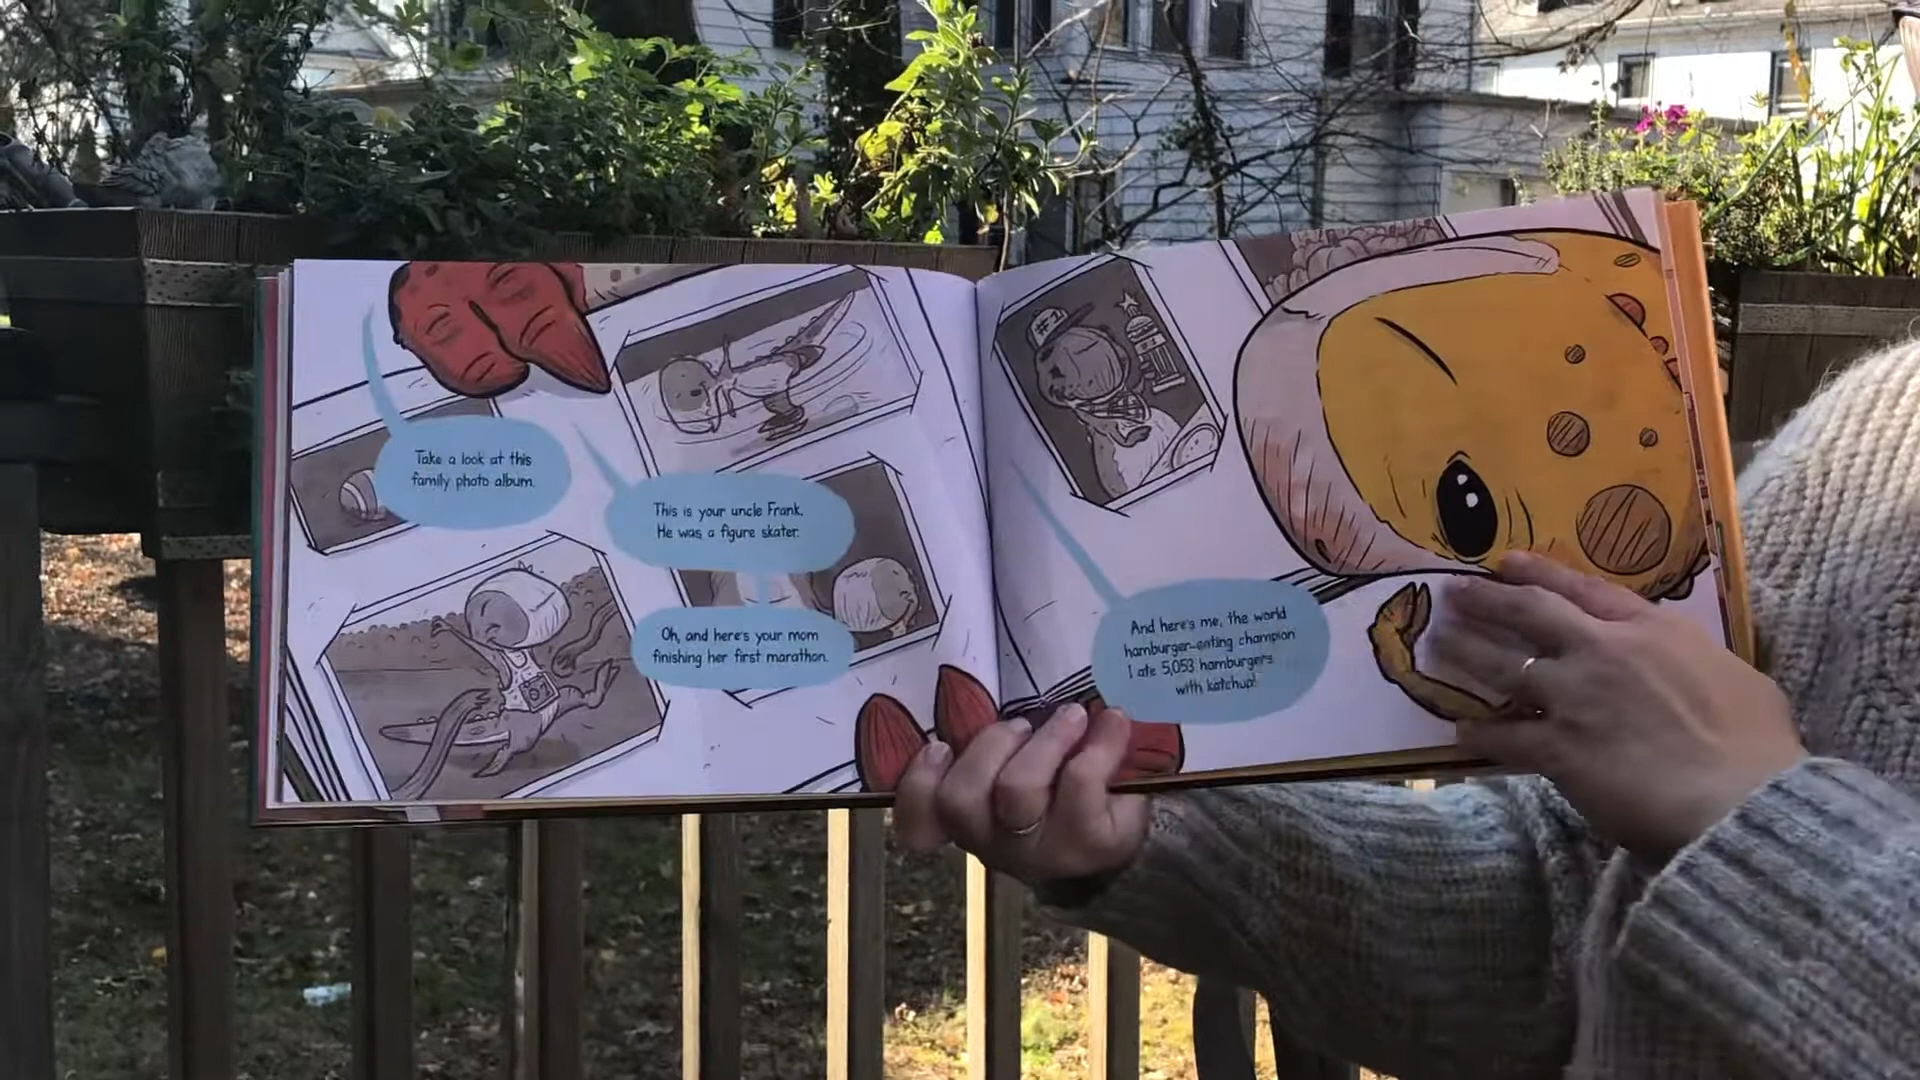 Take a look at this
family photo album.
This is your uncle Frank.
He was a figure skater.
Oh, and here's your mom
finishing her first marathon.
#1
And here's me, the world
hamburger-eating champion
I ate 5,053 hamburgers
with ketchup!